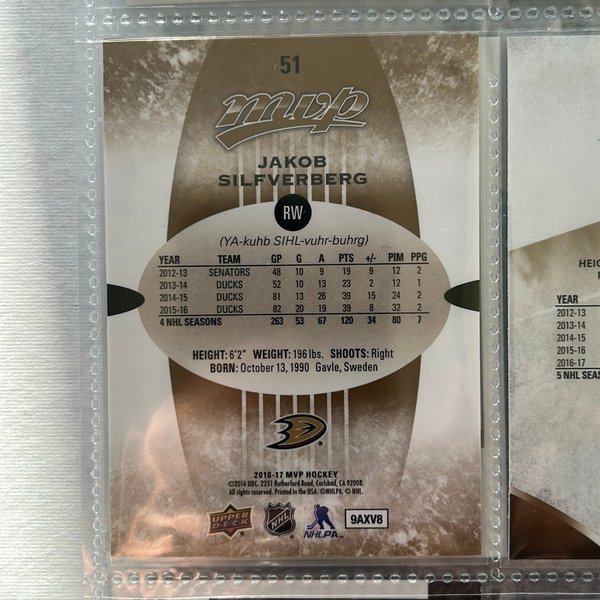 51
mvp
JAKOB
SILFVERBERG
RW
(YA-kuhb SIHL-vuhr-buhrg)
YEAR TEAM GP G A PTS +/- PIM PPG
2012-13 SENATORS 48 10 9 19 9 12 2
2013-14 DUCKS 52 10 13 23 2 12 1
2014-15 DUCKS 81 13 26 39 15 24 2
2015-16 DUCKS 82 20 19 39 8 32 2
4 NHL SEASONS 263 53 67 120 34 80 7
HEIGHT: 6'2" WEIGHT: 196 lbs. SHOOTS: Right
BORN: October 13, 1990 Gavle, Sweden
2016-17 MVP HOCKEY
©2016 UDC. 2251 Rutherford Road, Carlsbad, CA 92008.
All rights reserved. Printed in the USA. ©NHLPA. © NHL.
UPPER DECK
NHL
NHLPA
9AXV8
YEAR
2012-13
2013-14
2014-15
2015-16
2016-17